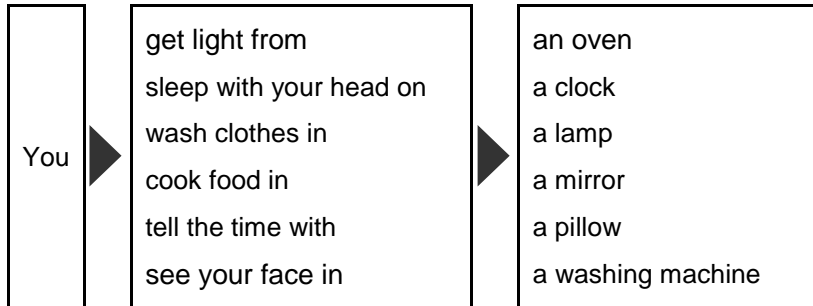 You
get light from
sleep with your head on
wash clothes in
cook food in
tell the time with
see your face in
an oven
a clock
a lamp
a mirror
a pillow
a washing machine